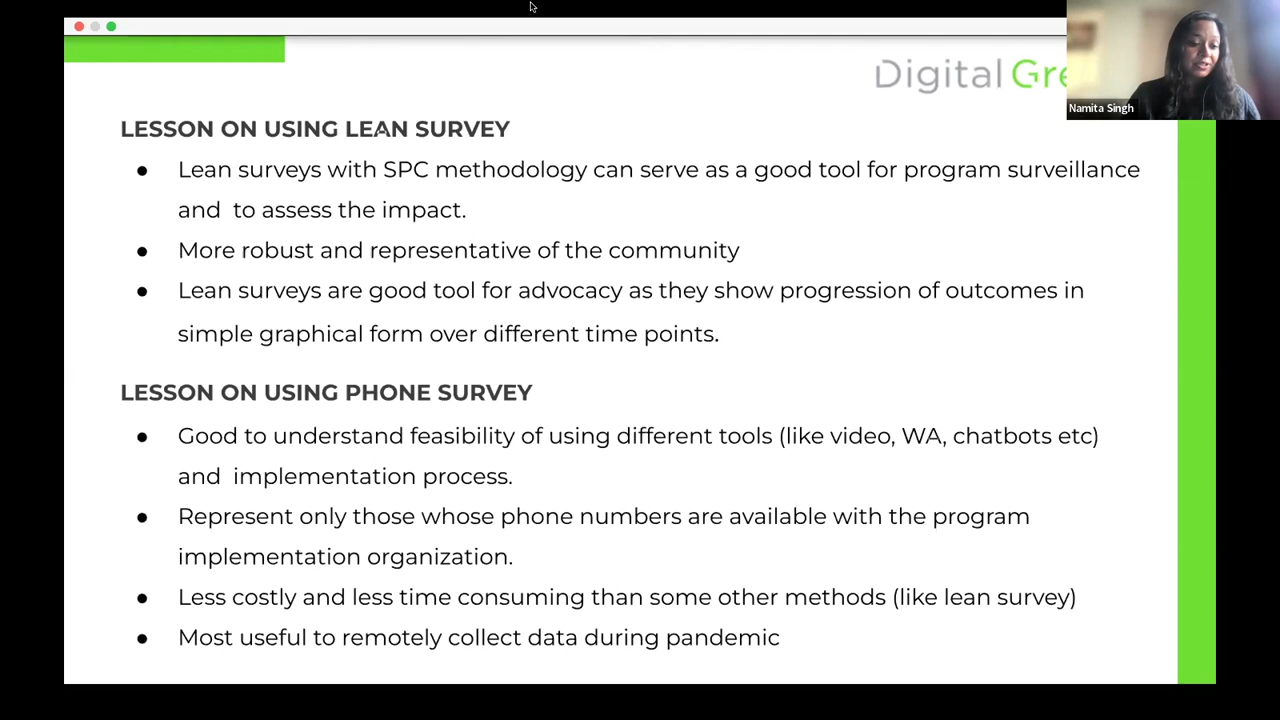 Digital Gre
Namita Singh
LESSON ON USING LEAN SURVEY
● Lean surveys with SPC methodology can serve as a good tool for program surveillance
and to assess the impact.
● More robust and representative of the community
● Lean surveys are good tool for advocacy as they show progression of outcomes in
simple graphical form over different time points.
LESSON ON USING PHONE SURVEY
● Good to understand feasibility of using different tools (like video, WA, chatbots etc)
and implementation process.
● Represent only those whose phone numbers are available with the program
implementation organization.
● Less costly and less time consuming than some other methods (like lean survey)
● Most useful to remotely collect data during pandemic